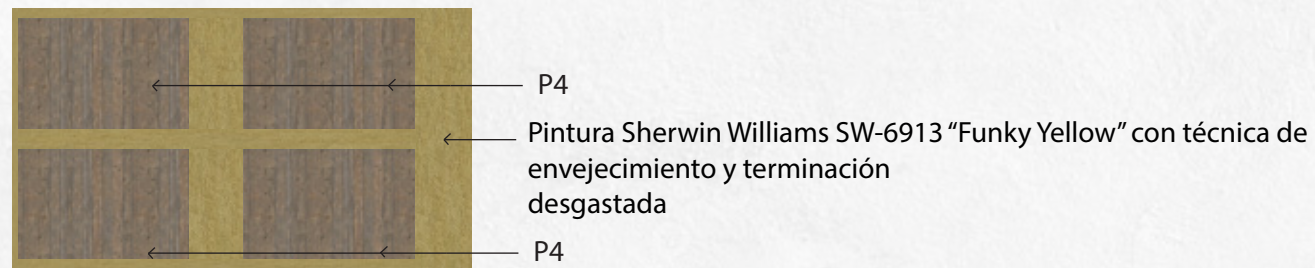 P4
Pintura Sherwin Williams SW-6913 “Funky Yellow” con técnica de
envejecimiento y terminación
desgastada
P4